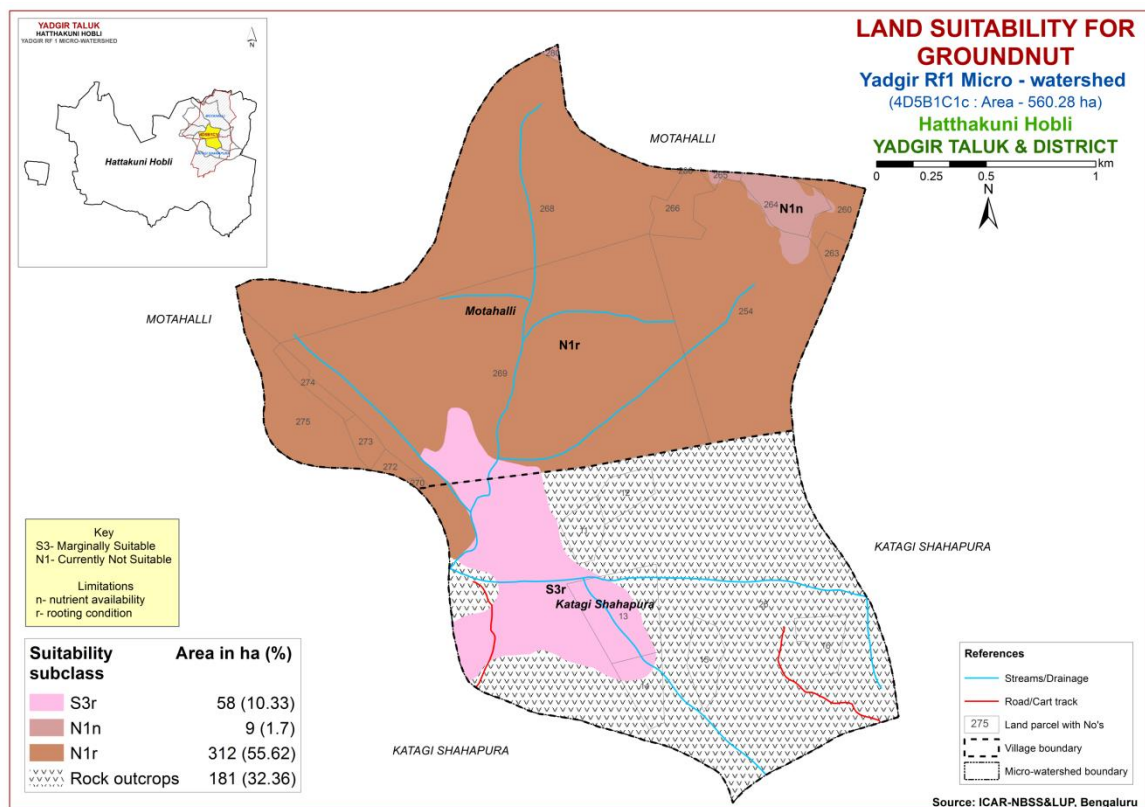 YADGIR TALUK
HATTHAKUNI HOBLI
YADGIR RF 1 MICRO-WATERSHED
N
Hattakuni Hobli
MOTAHALLI
LAND SUITABILITY FOR
GROUNDNUT
Yadgir Rf1 Micro - watershed
(4D5B1C1c : Area - 560.28 ha)
Hatthakuni Hobli
YADGIR TALUK & DISTRICT
km
0 0.25 0.5 1
N
MOTAHALLI
265
264
N1n
260
266
268
263
MOTAHALLI
Motahalli
254
N1r
269
274
275
273
272
270
12
11
KATAGI SHAHAPURA
S3r
Katagi Shahapura
13
14
15
16
KATAGI SHAHAPURA
Key
S3- Marginally Suitable
N1- Currently Not Suitable
Limitations
n- nutrient availability
r- rooting condition
Suitability
subclass
Area in ha (%)
S3r 58 (10.33)
N1n 9 (1.7)
N1r 312 (55.62)
Rock outcrops 181 (32.36)
References
Streams/Drainage
Road/Cart track
275 Land parcel with No's
Village boundary
Micro-watershed boundary
Source: ICAR-NBSS&LUP, Bengaluru